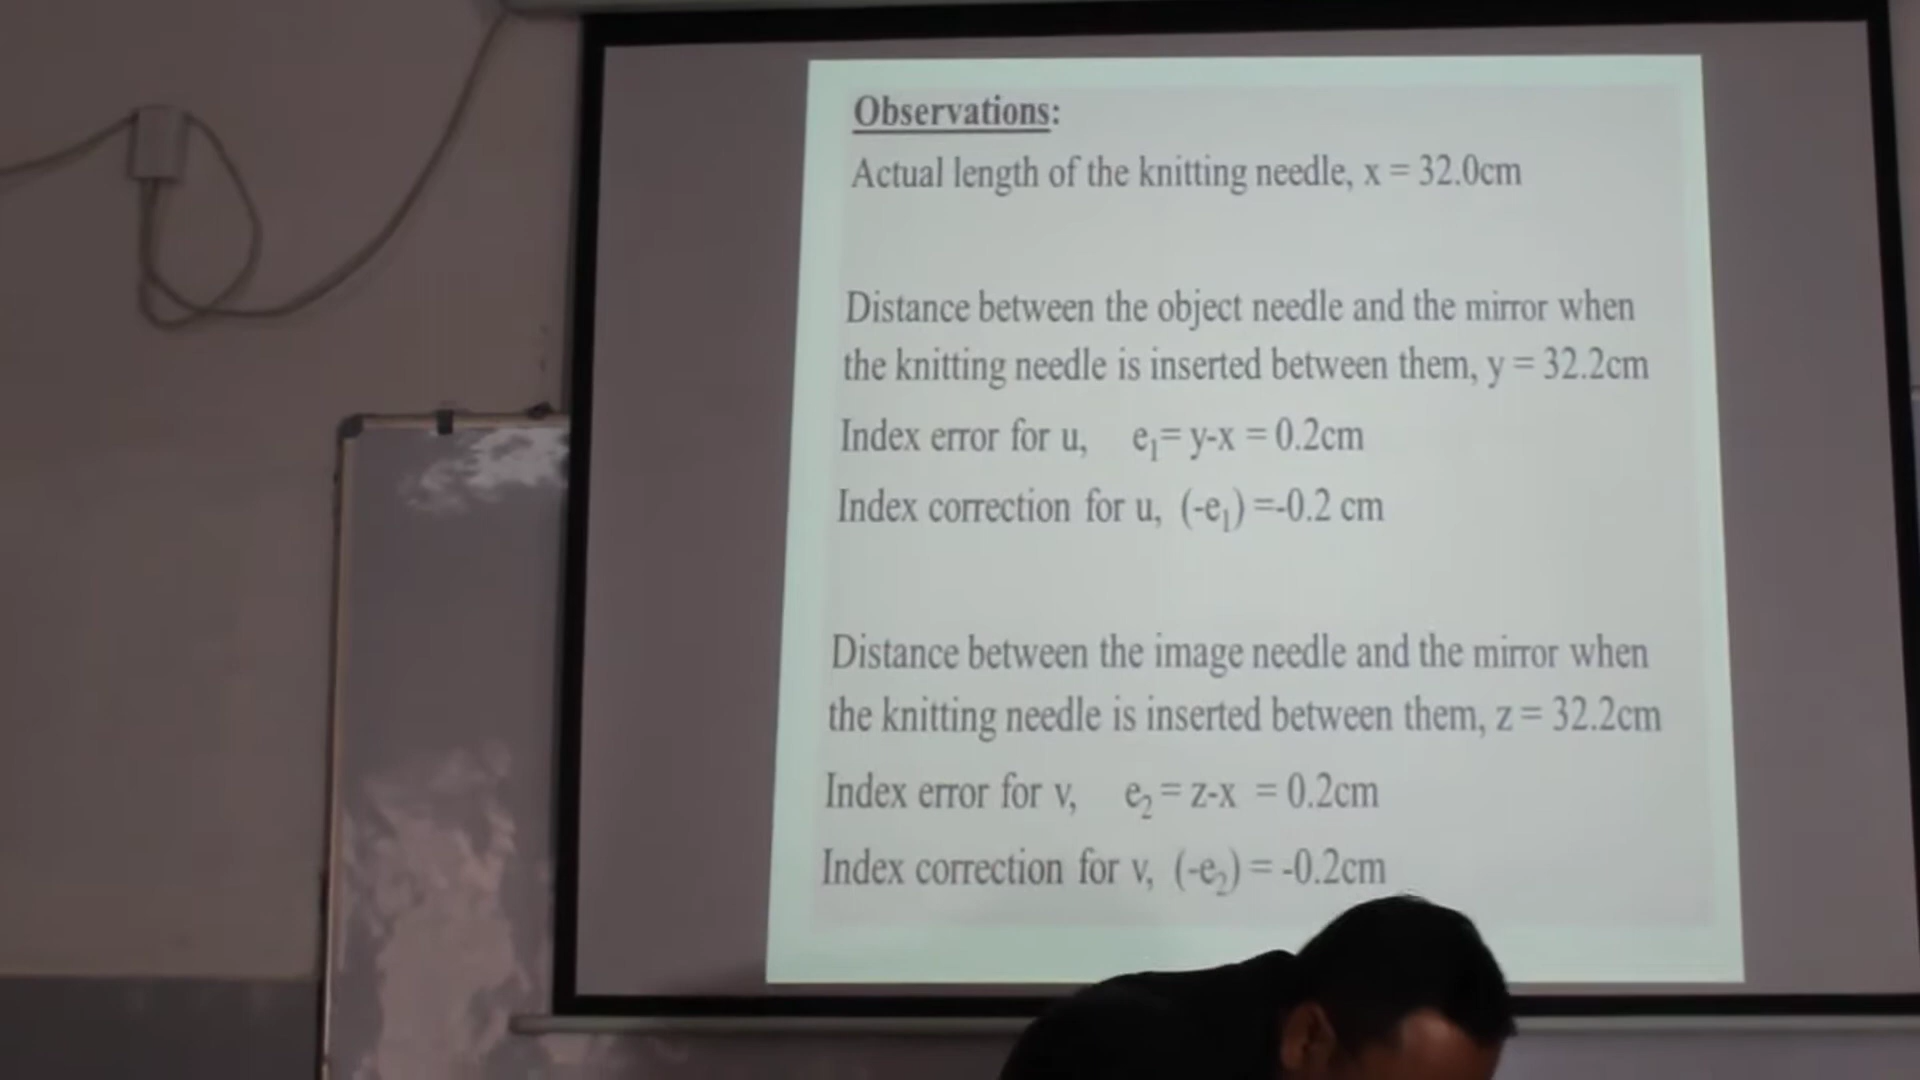 Observations:
Actual length of the knitting needle, x = 32.0cm
Distance between the object needle and the mirror when
the knitting needle is inserted between them, y = 32.2cm
Index error for u, e₁= y-x = 0.2cm
Index correction for u, (-e₁) =-0.2 cm
Distance between the image needle and the mirror when
the knitting needle is inserted between them, z = 32.2cm
Index error for v, e₂ = z-x = 0.2cm
Index correction for v, (-e₂) = -0.2cm